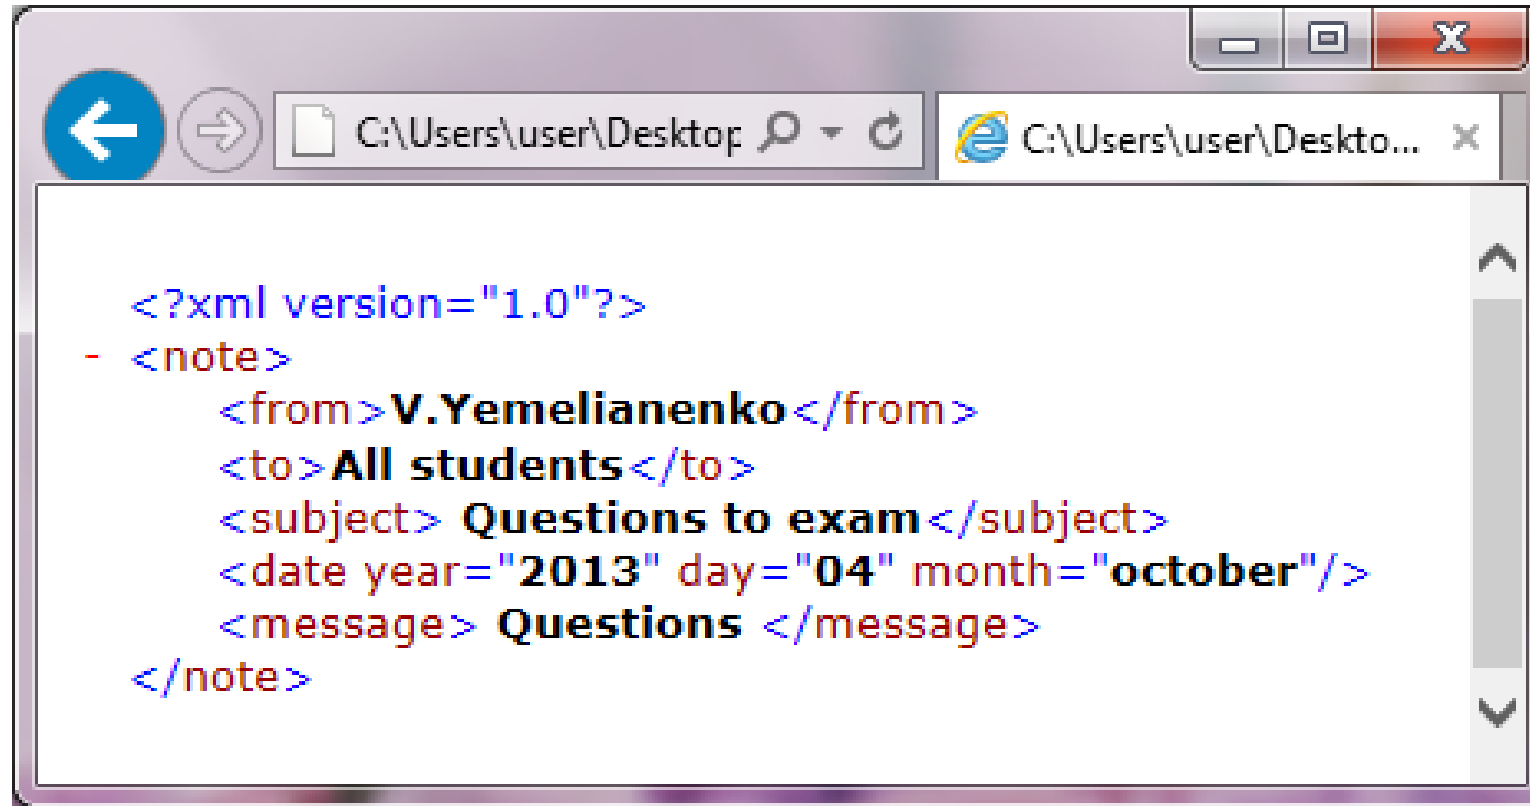 C:\Users\user\Desktop
C:\Users\user\Deskto...
<?xml version="1.0"?>
- <note>
<from>V.Yemelianenko</from>
<to>All students</to>
<subject> Questions to exam</subject>
<date year="2013" day="04" month="october"/>
<message> Questions </message>
</note>